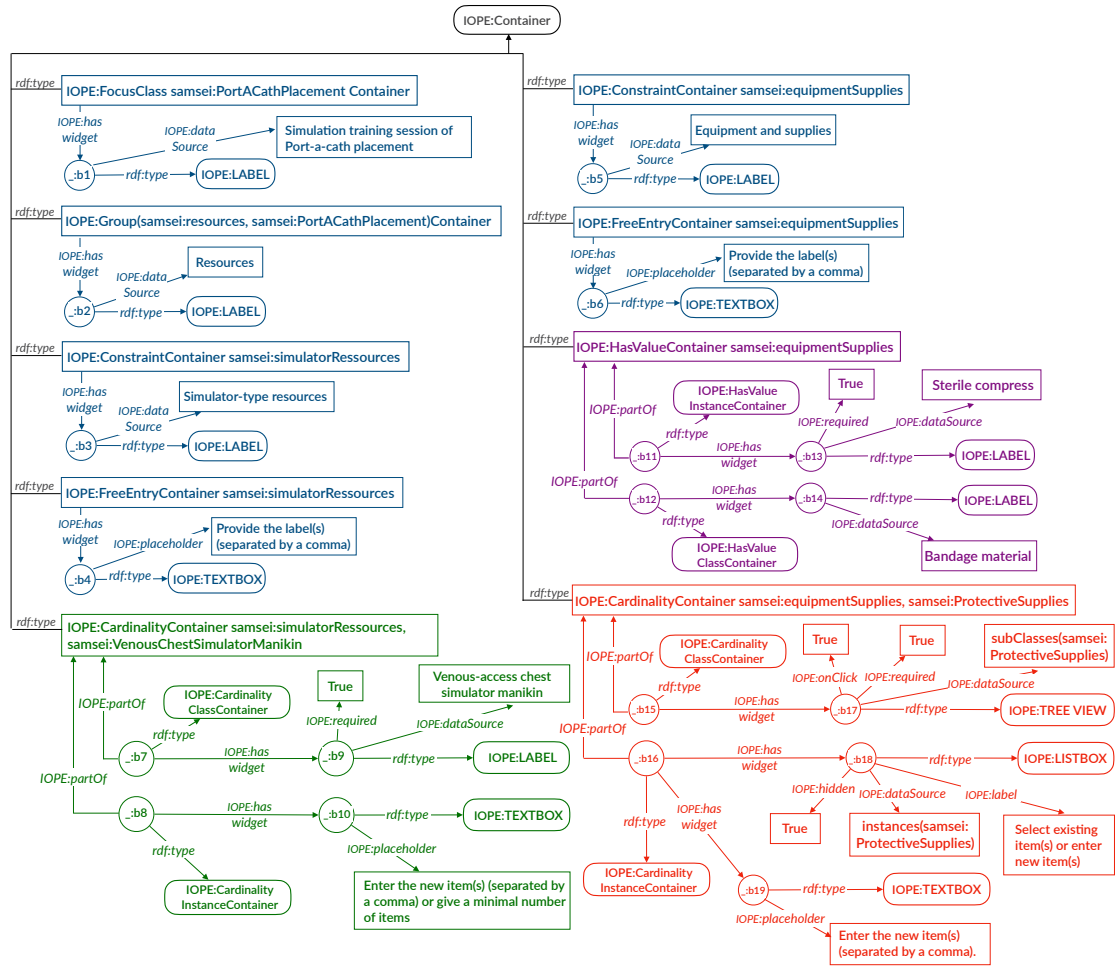 IOPE:Container
rdf:type
IOPE:FocusClass samsei:PortACathPlacement Container
IOPE:has
widget
IOPE:data
Source
Simulation training session of
Port-a-cath placement
_:b1
rdf:type
IOPE:LABEL
rdf:type
IOPE:Group(samsei:resources, samsei:PortACathPlacement)Container
IOPE:has
widget
IOPE:data
Source
Resources
_:b2
rdf:type
IOPE:LABEL
rdf:type
IOPE:ConstraintContainer samsei:simulatorRessources
IOPE:has
widget
IOPE:data
Source
Simulator-type resources
_:b3
rdf:type
IOPE:LABEL
rdf:type
IOPE:FreeEntryContainer samsei:simulatorRessources
IOPE:has
widget
IOPE:placeholder
Provide the label(s)
(separated by a comma)
_:b4
rdf:type
IOPE:TEXTBOX
rdf:type
IOPE:CardinalityContainer samsei:simulatorRessources,
samsei:VenousChestSimulatorManikin
IOPE:partOf
IOPE:Cardinality
ClassContainer
rdf:type
True
IOPE:required
Venous-access chest
simulator manikin
IOPE:dataSource
_:b7
IOPE:has
widget
_:b9
rdf:type
IOPE:LABEL
IOPE:partOf
_:b8
IOPE:has
widget
_:b10
rdf:type
IOPE:TEXTBOX
rdf:type
IOPE:placeholder
IOPE:Cardinality
InstanceContainer
Enter the new item(s) (separated by
a comma) or give a minimal number
of items
rdf:type
IOPE:ConstraintContainer samsei:equipmentSupplies
IOPE:has
widget
IOPE:data
Source
Equipment and supplies
_:b5
rdf:type
IOPE:LABEL
rdf:type
IOPE:FreeEntryContainer samsei:equipmentSupplies
IOPE:has
widget
IOPE:placeholder
Provide the label(s)
(separated by a comma)
_:b6
rdf:type
IOPE:TEXTBOX
rdf:type
IOPE:HasValueContainer samsei:equipmentSupplies
IOPE:partOf
IOPE:HasValue
InstanceContainer
rdf:type
True
IOPE:required
Sterile compress
IOPE:dataSource
_:b11
IOPE:has
widget
_:b13
rdf:type
IOPE:LABEL
IOPE:partOf
_:b12
IOPE:has
widget
_:b14
rdf:type
IOPE:LABEL
rdf:type
IOPE:dataSource
IOPE:HasValue
ClassContainer
Bandage material
rdf:type
IOPE:CardinalityContainer samsei:equipmentSupplies, samsei:ProtectiveSupplies
IOPE:partOf
IOPE:Cardinality
ClassContainer
rdf:type
True
IOPE:onClick
True
IOPE:required
subClasses(samsei:
ProtectiveSupplies)
IOPE:dataSource
_:b15
IOPE:has
widget
_:b17
rdf:type
IOPE:TREE VIEW
IOPE:partOf
_:b16
IOPE:has
widget
_:b18
rdf:type
IOPE:LISTBOX
IOPE:hidden
IOPE:dataSource
IOPE:label
rdf:type
IOPE:has
widget
True
instances(samsei:
ProtectiveSupplies)
Select existing
item(s) or enter
new item(s)
IOPE:Cardinality
InstanceContainer
_:b19
rdf:type
IOPE:TEXTBOX
IOPE:placeholder
Enter the new item(s)
(separated by a comma).